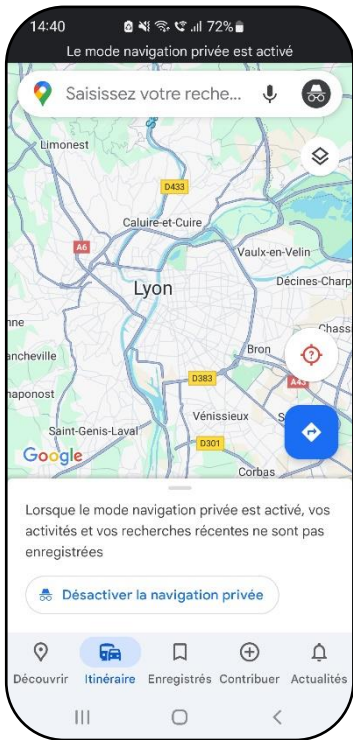 14:40 72%
Le mode navigation privée est activé
Saisissez votre reche...
Limonest
D433
Caluire-et-Cuire
A6
Vaulx-en-Velin
Lyon
Décines-Charp
nne
Chass
ancheville
Bron
D383
A43
naponost
Vénissieux
S
Saint-Genis-Laval
D301
Google
Corbas
Lorsque le mode navigation privée est activé, vos
activités et vos recherches récentes ne sont pas
enregistrées
Désactiver la navigation privée
Découvrir Itinéraire Enregistrés Contribuer Actualités